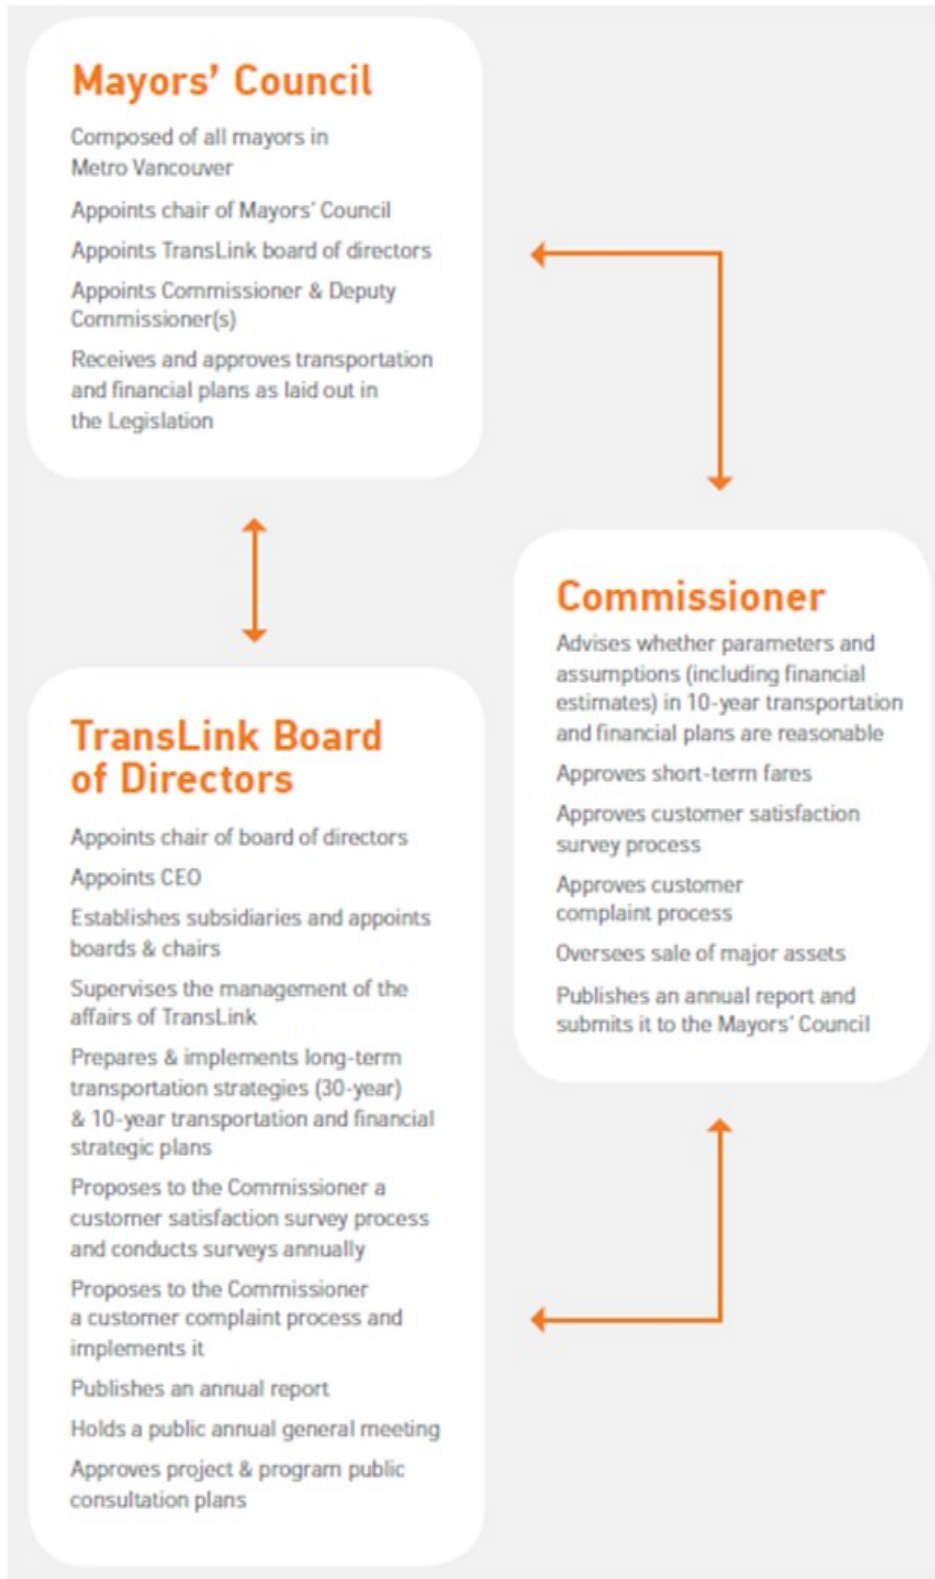 Mayors’ Council
Composed of all mayors in
Metro Vancouver
Appoints chair of Mayors’ Council
Appoints TransLink board of directors
Appoints Commissioner & Deputy
Commissioner(s)
Receives and approves transportation
and financial plans as laid out in
the Legislation
Commissioner
Advises whether parameters and
assumptions (including financial
estimates) in 10-year transportation
and financial plans are reasonable
Approves short-term fares
Approves customer satisfaction
survey process
Approves customer
complaint process
Oversees sale of major assets
Publishes an annual report and
submits it to the Mayors’ Council
TransLink Board
of Directors
Appoints chair of board of directors
Appoints CEO
Establishes subsidiaries and appoints
boards & chairs
Supervises the management of the
affairs of TransLink
Prepares & implements long-term
transportation strategies (30-year)
& 10-year transportation and financial
strategic plans
Proposes to the Commissioner a
customer satisfaction survey process
and conducts surveys annually
Proposes to the Commissioner
a customer complaint process and
implements it
Publishes an annual report
Holds a public annual general meeting
Approves project & program public
consultation plans